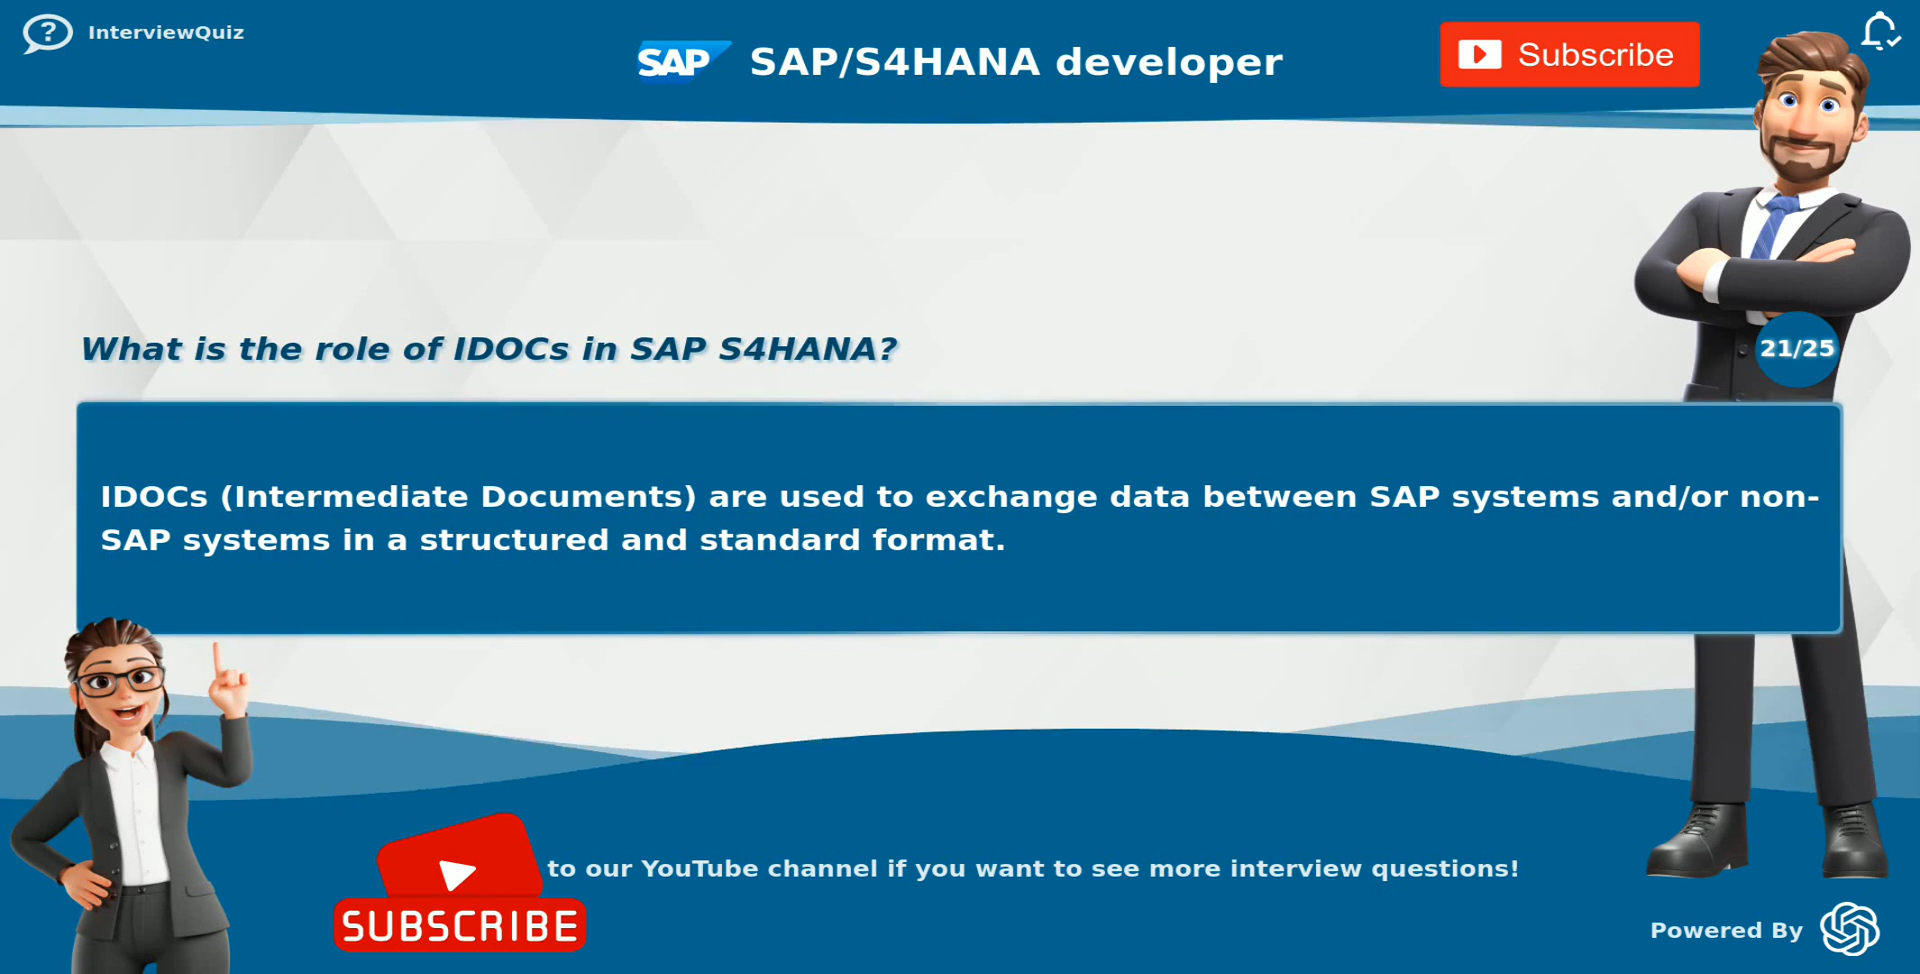 InterviewQuiz
SAP SAP/S4HANA developer
Subscribe
What is the role of IDOCs in SAP S4HANA?
21/25
IDOCs (Intermediate Documents) are used to exchange data between SAP systems and/or non-
SAP systems in a structured and standard format.
to our YouTube channel if you want to see more interview questions!
SUBSCRIBE
Powered By